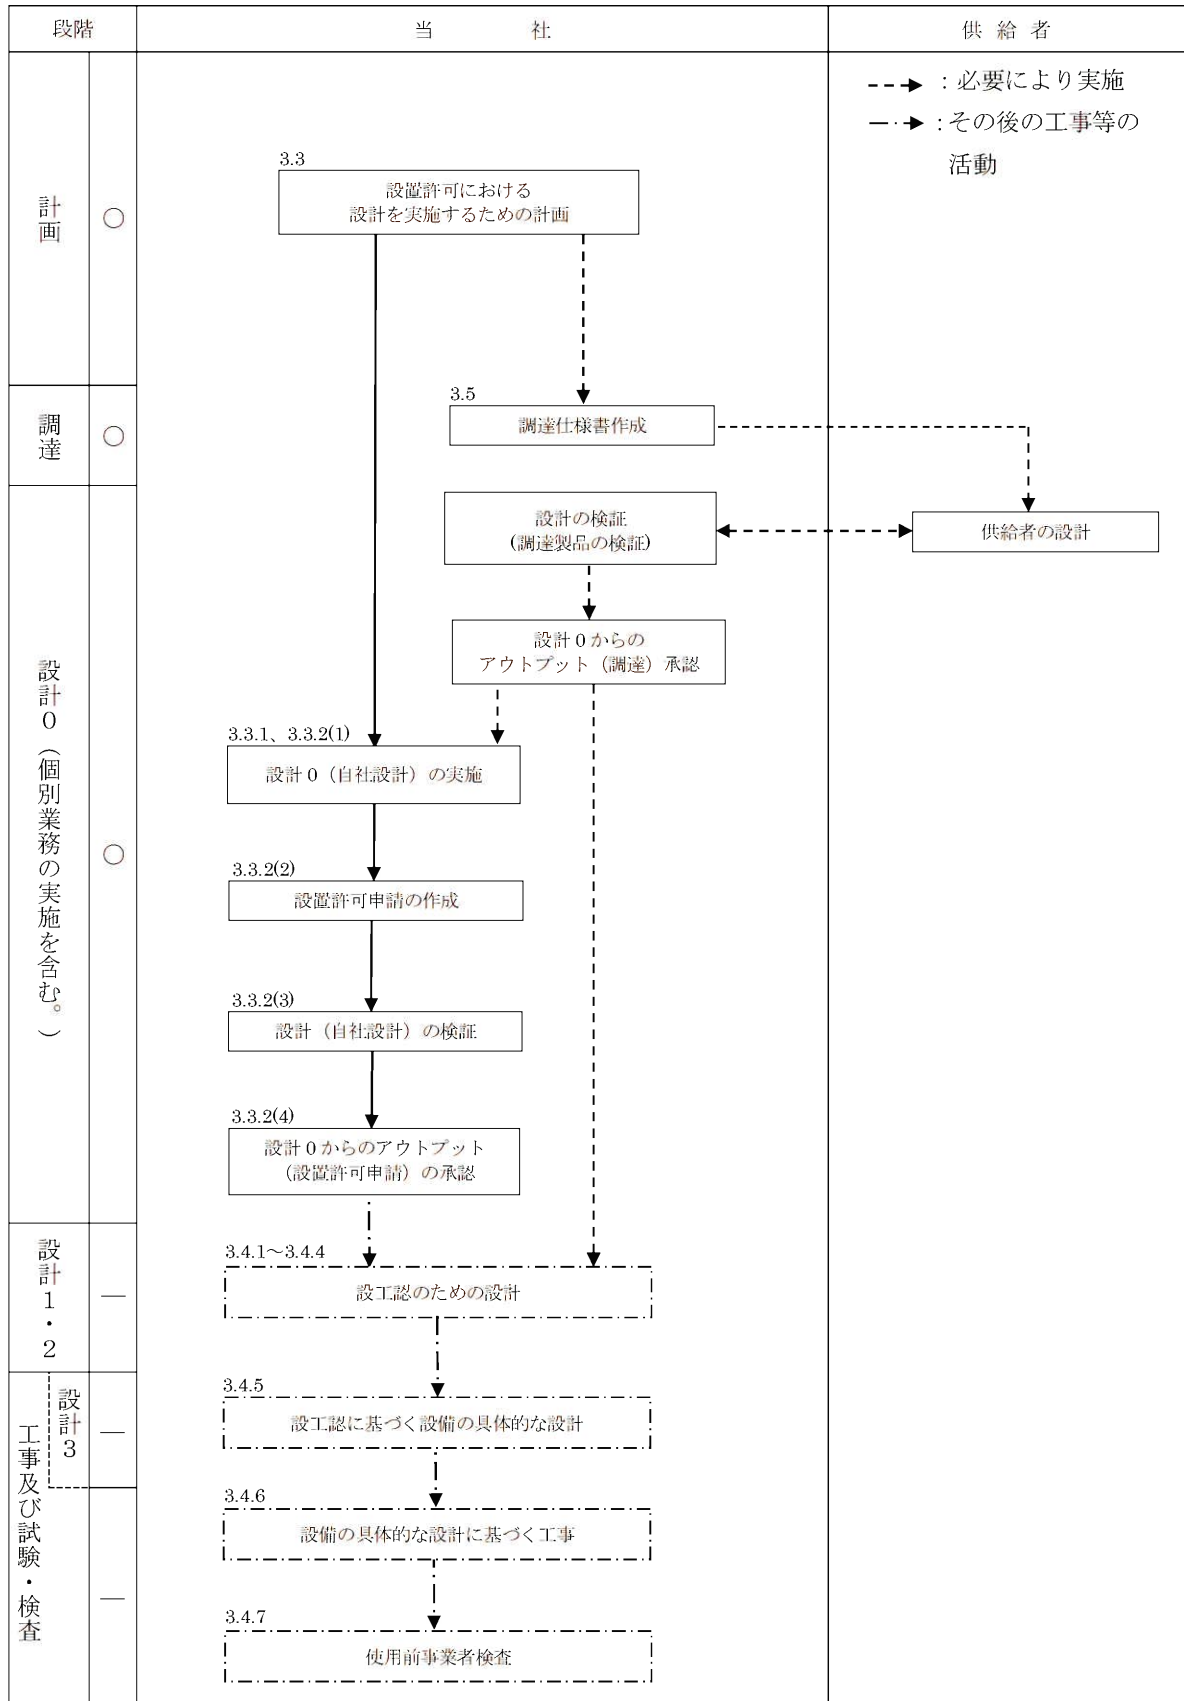 段階
当 社
供 給 者
：必要により実施
：その後の工事等の
活動
計画
○
3.3
設置許可における
設計を実施するための計画
調達
○
3.5
調達仕様書作成
設計の検証
(調達製品の検証)
供給者の設計
設計０からの
アウトプット（調達）承認
設計０（個別業務の実施を含む。）
○
3.3.1、3.3.2(1)
設計０（自社設計）の実施
3.3.2(2)
設置許可申請の作成
3.3.2(3)
設計（自社設計）の検証
3.3.2(4)
設計０からのアウトプット
（設置許可申請）の承認
設計１・２
―
3.4.1～3.4.4
設工認のための設計
工事及び試験・検査
設計３
―
3.4.5
設工認に基づく設備の具体的な設計
3.4.6
設備の具体的な設計に基づく工事
―
3.4.7
使用前事業者検査